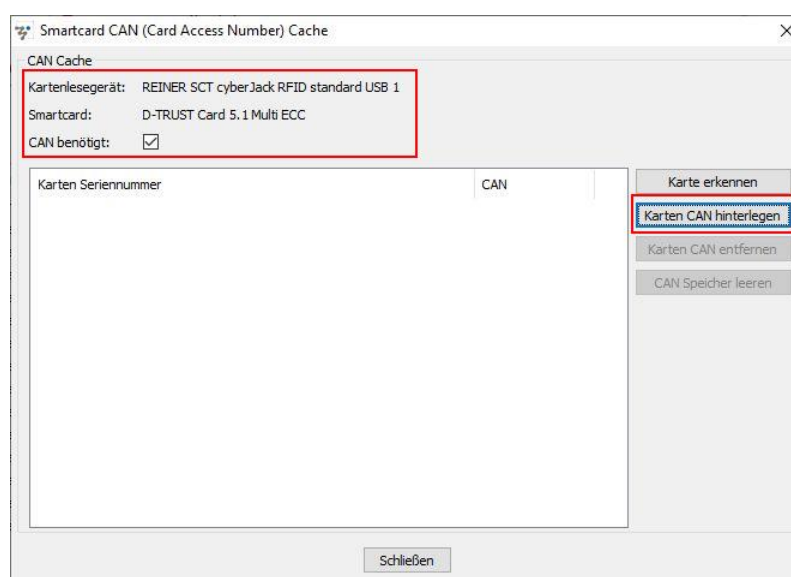 Smartcard CAN (Card Access Number) Cache
CAN Cache
Kartenlesegerät: REINER SCT cyberJack RFID standard USB 1
Smartcard: D-TRUST Card 5.1 Multi ECC
CAN benötigt:
Karten Seriennummer CAN
Karte erkennen
Karten CAN hinterlegen
Karten CAN entfernen
CAN Speicher leeren
Schließen